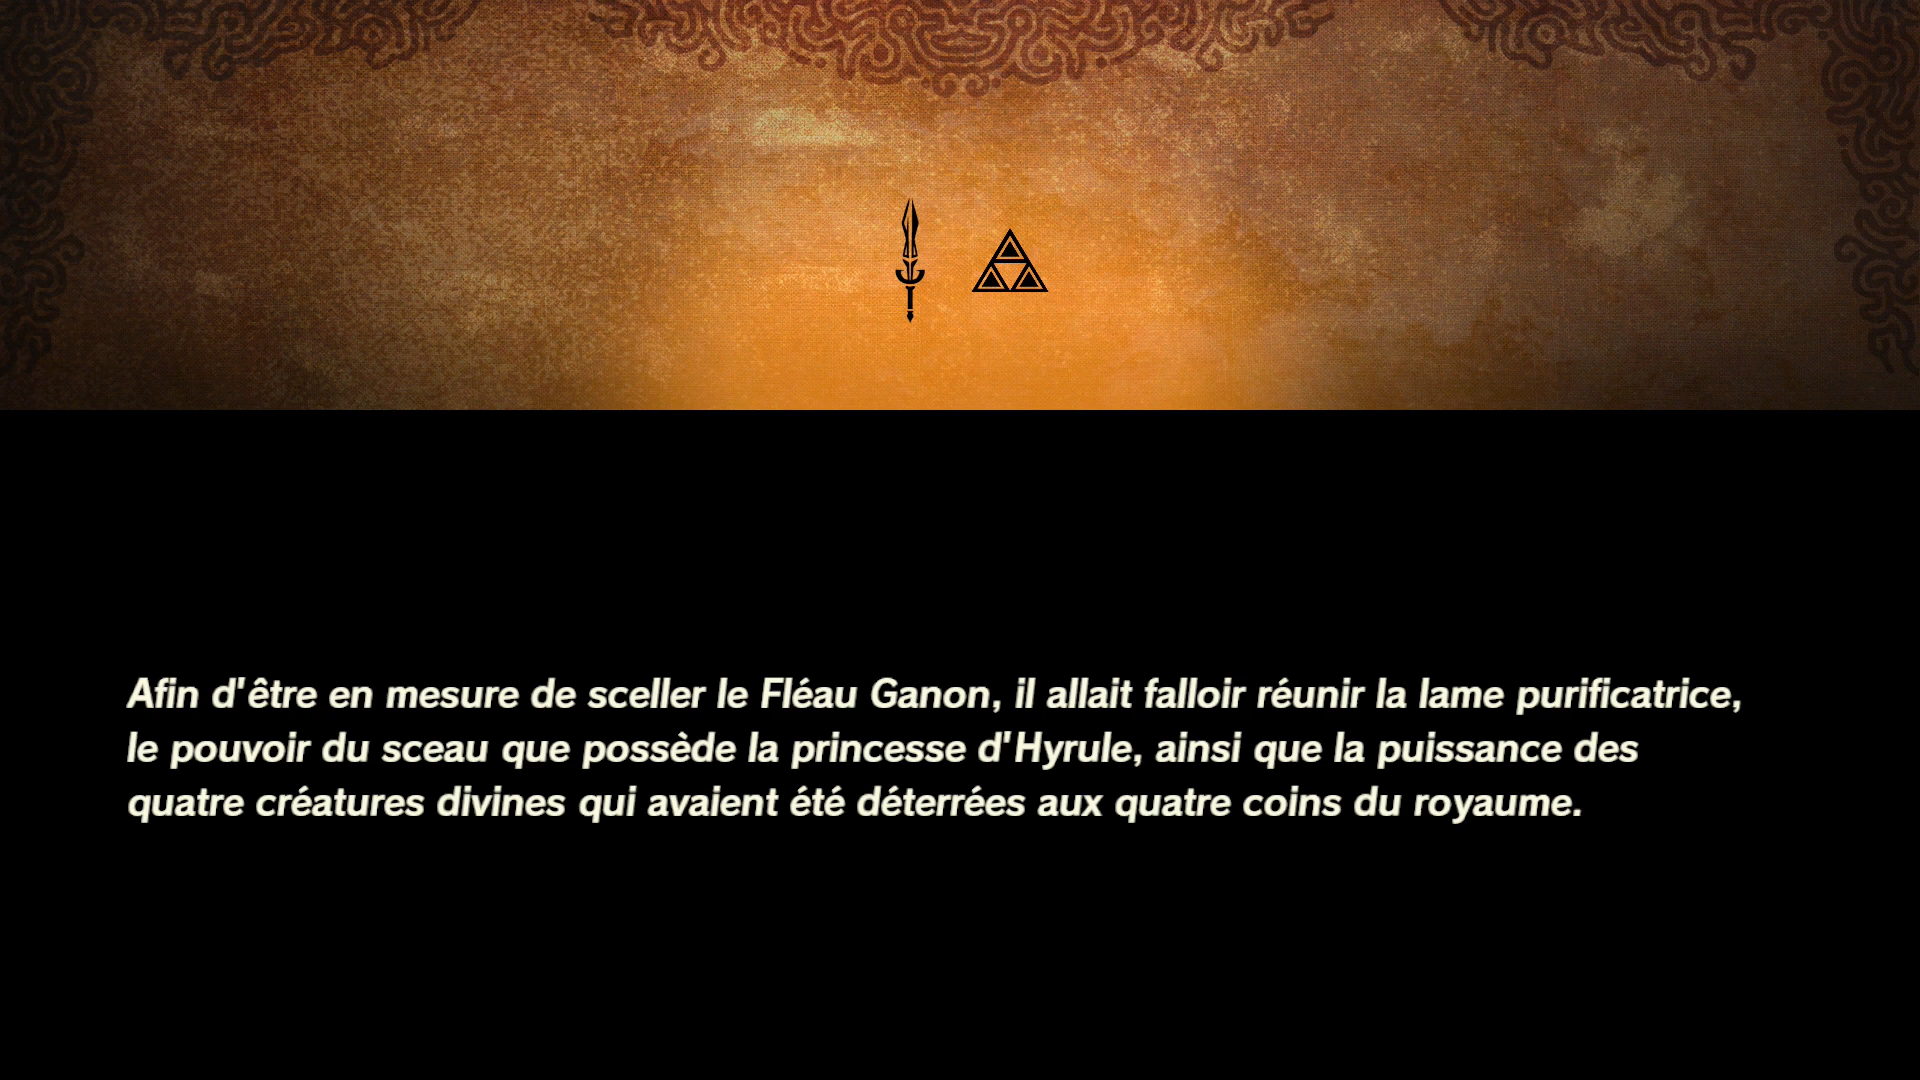 Afin d'être en mesure de sceller le Fléau Ganon, il allait falloir réunir la lame purificatrice,
le pouvoir du sceau que possède la princesse d'Hyrule, ainsi que la puissance des
quatre créatures divines qui avaient été déterrées aux quatre coins du royaume.